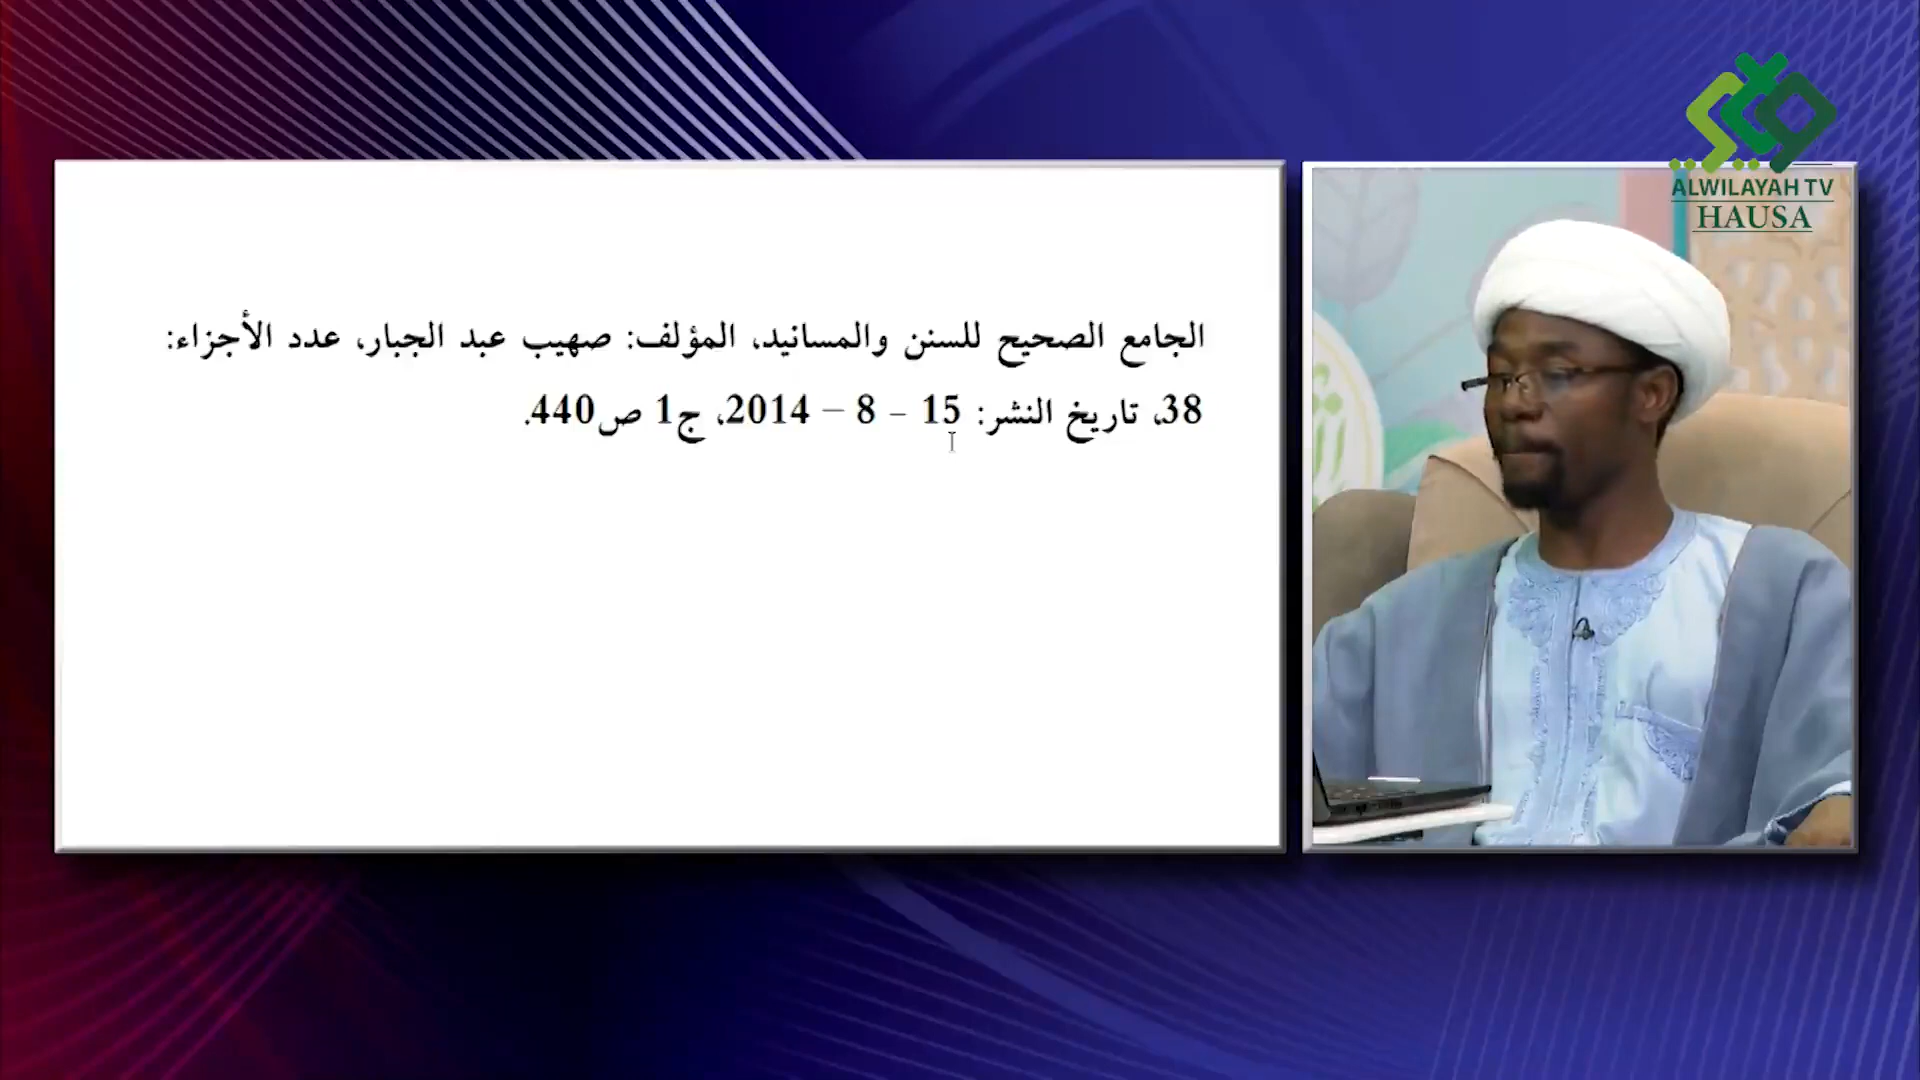 ALWILAYAH TV
HAUSA
الجامع الصحيح للسنن والمسانيد، المؤلف: صهيب عبد الجبار، عدد الأجزاء:
38، تاريخ النشر: 15 – 8 – 2014، ج1 ص440.